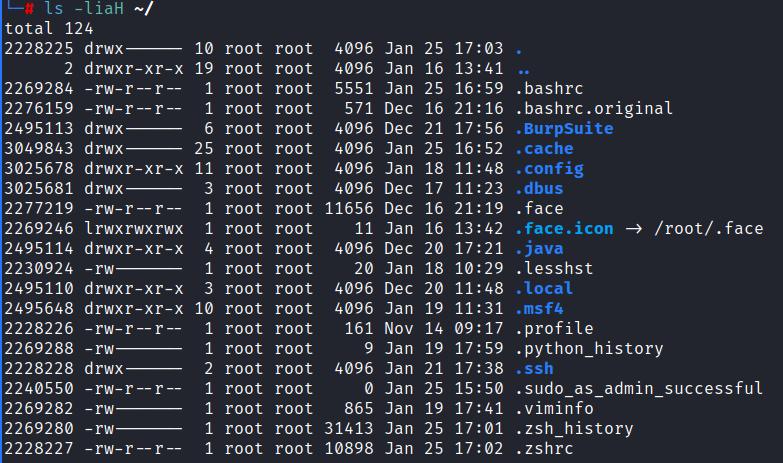 └─# ls -liaH ~/
total 124
2228225 drwx------ 10 root root  4096 Jan 25 17:03 .
      2 drwxr-xr-x 19 root root  4096 Jan 16 13:41 ..
2269284 -rw-r--r--  1 root root  5551 Jan 25 16:59 .bashrc
2276159 -rw-r--r--  1 root root   571 Dec 16 21:16 .bashrc.original
2495113 drwx------  6 root root  4096 Dec 21 17:56 .BurpSuite
3049843 drwx------ 25 root root  4096 Jan 25 16:52 .cache
3025678 drwxr-xr-x 11 root root  4096 Jan 18 11:48 .config
3025681 drwx------  3 root root  4096 Dec 17 11:23 .dbus
2277219 -rw-r--r--  1 root root 11656 Dec 16 21:19 .face
2269246 lrwxrwxrwx  1 root root    11 Jan 16 13:42 .face.icon -> /root/.face
2495114 drwxr-xr-x  4 root root  4096 Dec 20 17:21 .java
2230924 -rw-------  1 root root    20 Jan 18 10:29 .lesshst
2495110 drwxr-xr-x  3 root root  4096 Dec 20 11:48 .local
2495648 drwxr-xr-x 10 root root  4096 Jan 19 11:31 .msf4
2228226 -rw-r--r--  1 root root   161 Nov 14 09:17 .profile
2269288 -rw-------  1 root root     9 Jan 19 17:59 .python_history
2228228 drwx------  2 root root  4096 Jan 21 17:38 .ssh
2240550 -rw-r--r--  1 root root     0 Jan 25 15:50 .sudo_as_admin_successful
2269282 -rw-------  1 root root   865 Jan 19 17:41 .viminfo
2269280 -rw-------  1 root root 31413 Jan 25 17:01 .zsh_history
2228227 -rw-r--r--  1 root root 10898 Jan 25 17:02 .zshrc